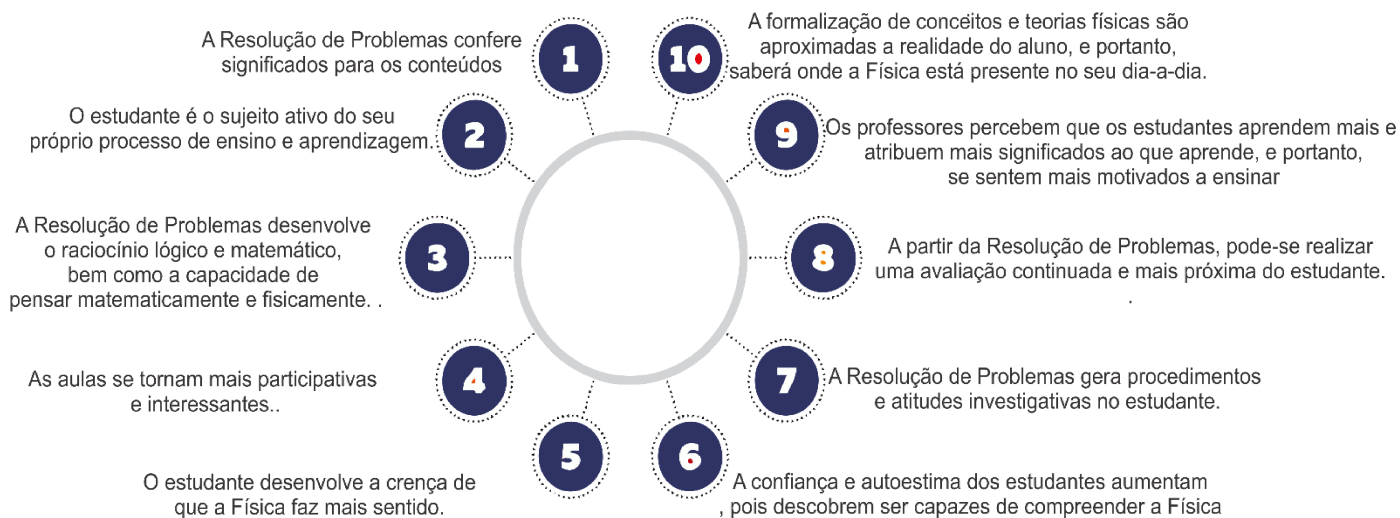 1
A Resolução de Problemas confere
significados para os conteúdos
2
O estudante é o sujeito ativo do seu
próprio processo de ensino e aprendizagem.
3
A Resolução de Problemas desenvolve
o raciocínio lógico e matemático,
bem como a capacidade de
pensar matematicamente e fisicamente. .
4
As aulas se tornam mais participativas
e interessantes..
5
O estudante desenvolve a crença de
que a Física faz mais sentido.
6
A confiança e autoestima dos estudantes aumentam
, pois descobrem ser capazes de compreender a Física
7
A Resolução de Problemas gera procedimentos
e atitudes investigativas no estudante.
8
A partir da Resolução de Problemas, pode-se realizar
uma avaliação continuada e mais próxima do estudante.
.
9
Os professores percebem que os estudantes aprendem mais e
atribuem mais significados ao que aprende, e portanto,
se sentem mais motivados a ensinar
10
A formalização de conceitos e teorias físicas são
aproximadas a realidade do aluno, e portanto,
saberá onde a Física está presente no seu dia-a-dia.